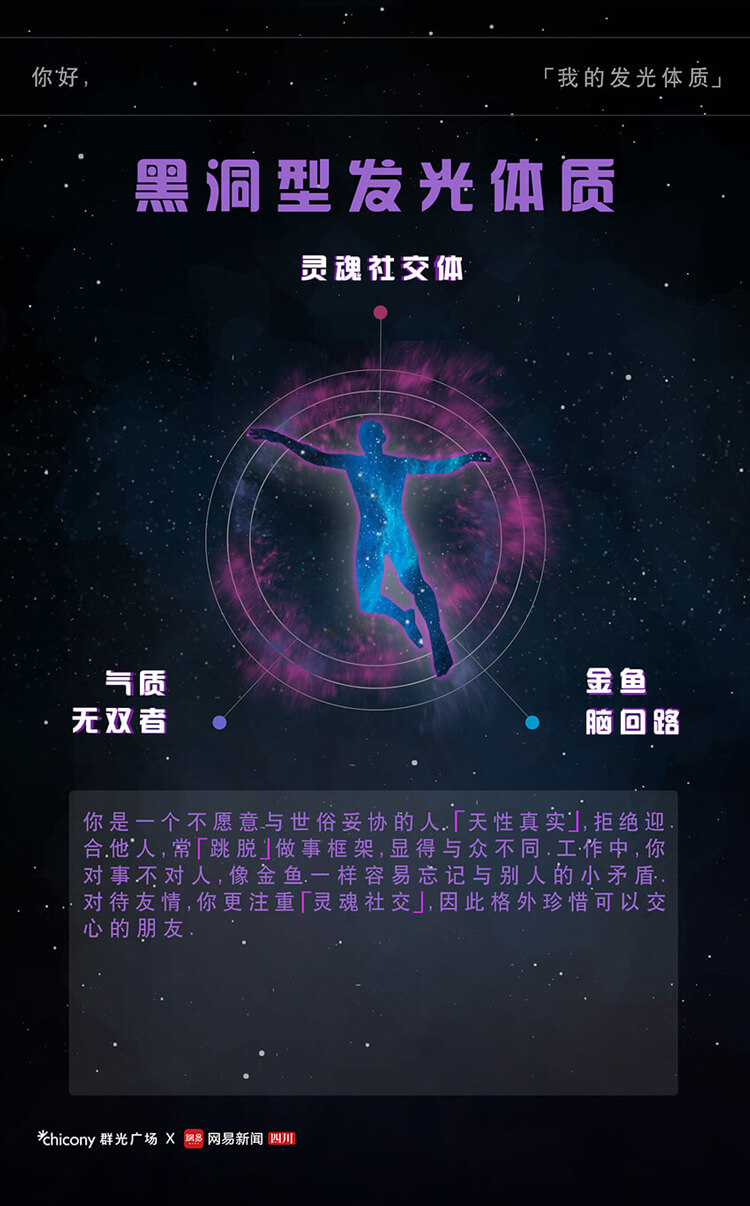 你好,
「我的发光体质」
黑洞型发光体质
灵魂社交体
气质
无双者
金鱼
脑回路
你是一个不愿意与世俗妥协的人.「天性真实」,拒绝迎
合他人,常「跳脱」做事框架,显得与众不同.工作中,你
对事不对人,像金鱼一样容易忘记与别人的小矛盾.
对待友情,你更注重「灵魂社交」,因此格外珍惜可以交
心的朋友.
chicony 群光广场 X 網易 网易新闻 四川